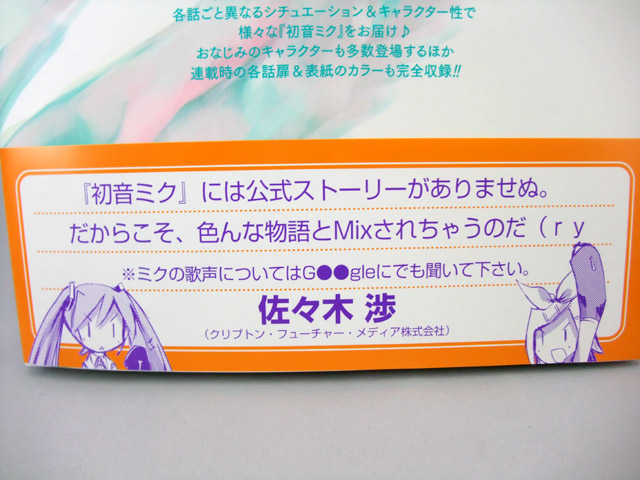 各話ごと異なるシチュエーション＆キャラクター性で
様々な『初音ミク』をお届け♪
おなじみのキャラクターも多数登場するほか
連載時の各話扉＆表紙のカラーも完全収録!!
『初音ミク』には公式ストーリーがありませぬ。
だからこそ、色んな物語とMixされちゃうのだ（ｒｙ
※ミクの歌声についてはG●●gleにでも聞いて下さい。
佐々木 渉
（クリプトン・フューチャー・メディア株式会社）